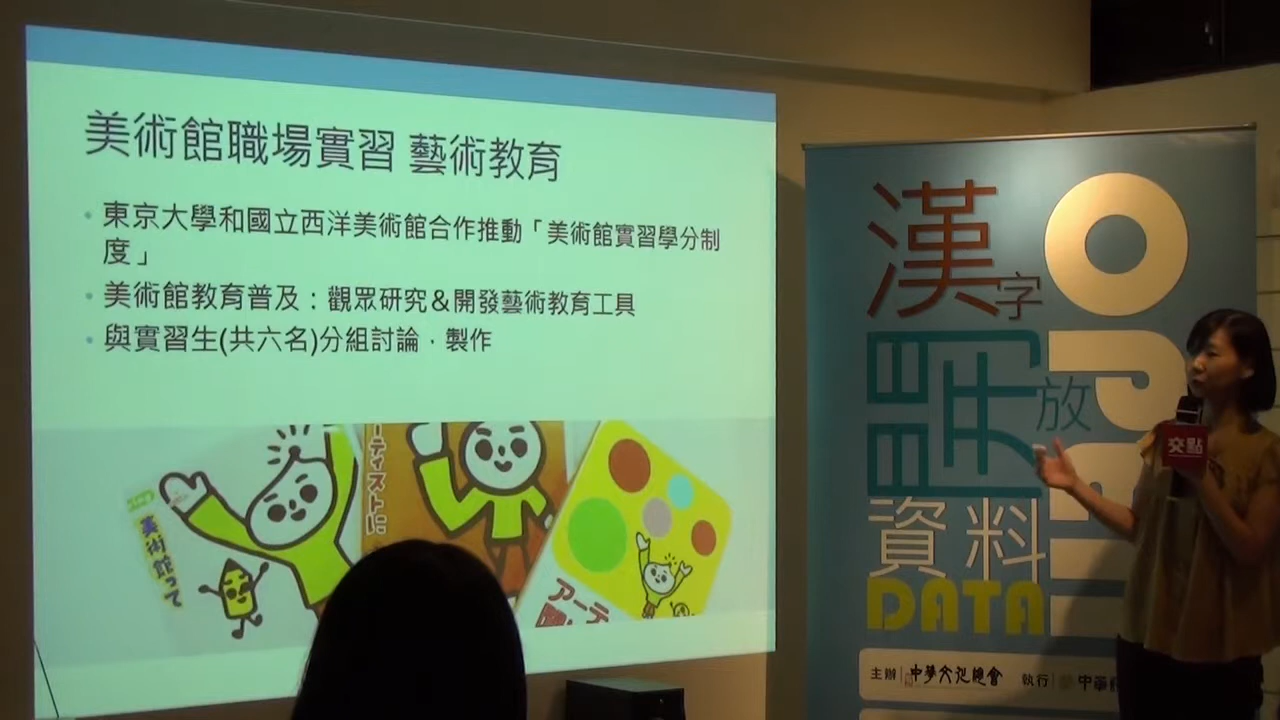 美術館職場實習 藝術教育
• 東京大學和國立西洋美術館合作推動「美術館實習學分制
度」
• 美術館教育普及：觀眾研究＆開發藝術教育工具
• 與實習生(共六名)分組討論．製作
美術館って
ーティストに
アーテ
漢字
開放
資料
DATA
主辦 中華文化總會 執行 中華
交點